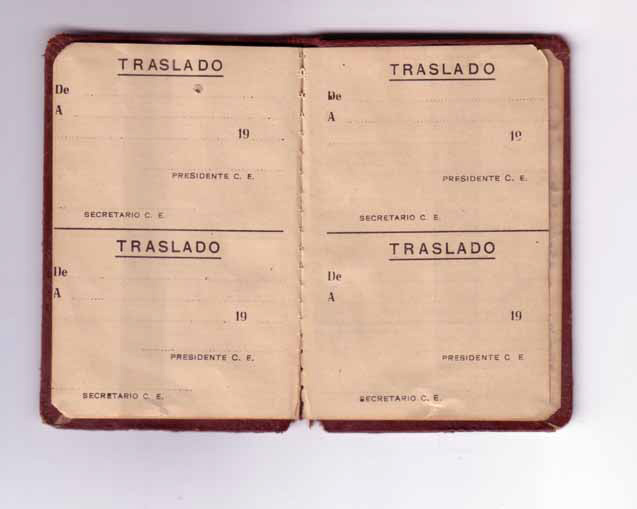 TRASLADO
De
A
19
PRESIDENTE C. E.
SECRETARIO C. E.
TRASLADO
De
A
19
PRESIDENTE C. E.
SECRETARIO C. E.
TRASLADO
De
A
19
PRESIDENTE C. E.
SECRETARIO C. E.
TRASLADO
De
A
19
PRESIDENTE C. E
SECRETARIO C. E.